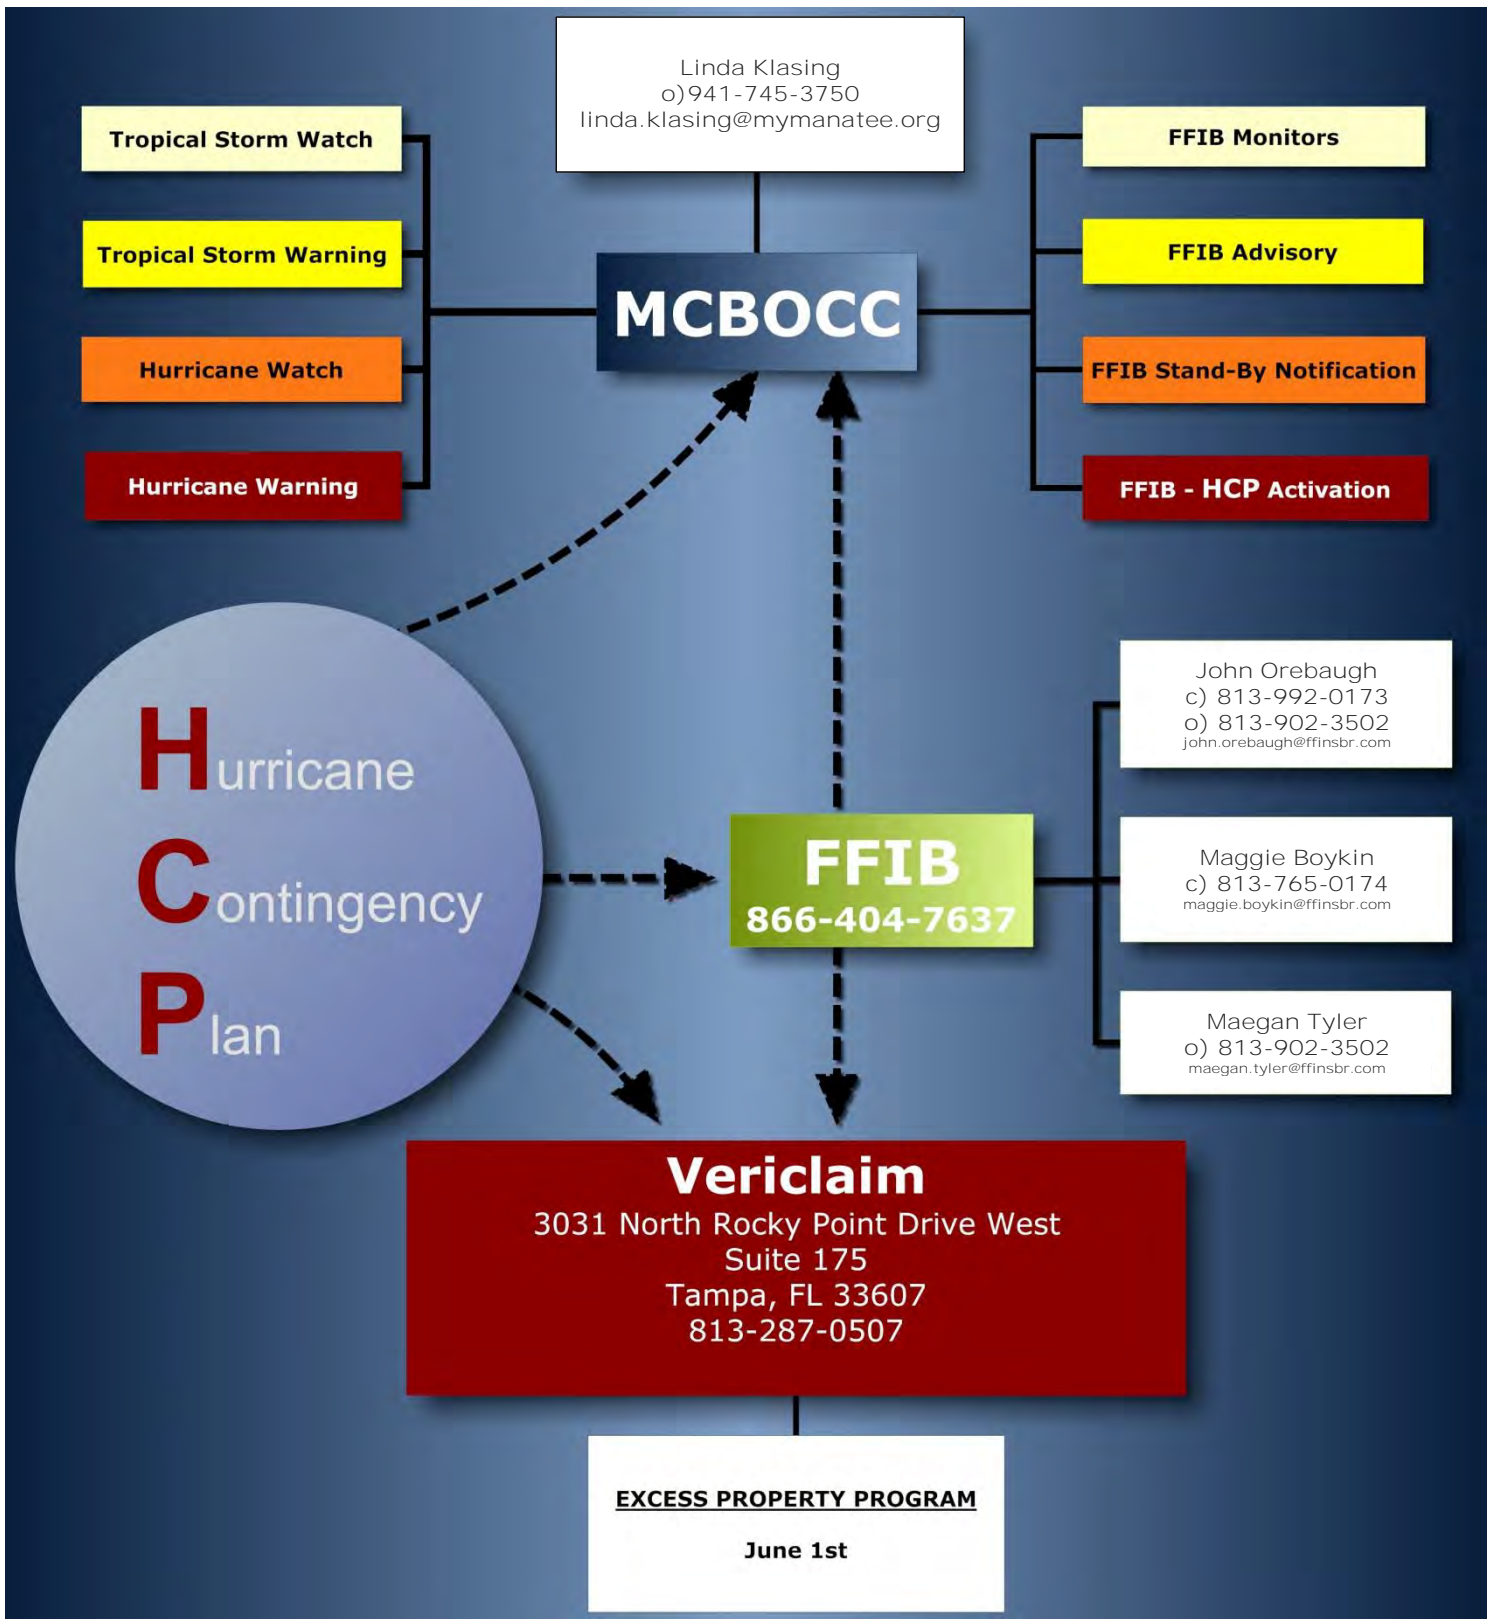 Linda Klasing
o)941-745-3750
linda.klasing@mymanatee.org
Tropical Storm Watch
Tropical Storm Warning
Hurricane Watch
Hurricane Warning
MCBOCC
FFIB Monitors
FFIB Advisory
FFIB Stand-By Notification
FFIB - HCP Activation
Hurricane
Contingency
Plan
FFIB
866-404-7637
John Orebaugh
c) 813-992-0173
o) 813-902-3502
john.orebaugh@ffinsbr.com
Maggie Boykin
c) 813-765-0174
maggie.boykin@ffinsbr.com
Maegan Tyler
o) 813-902-3502
maegan.tyler@ffinsbr.com
Vericlaim
3031 North Rocky Point Drive West
Suite 175
Tampa, FL 33607
813-287-0507
EXCESS PROPERTY PROGRAM
June 1st